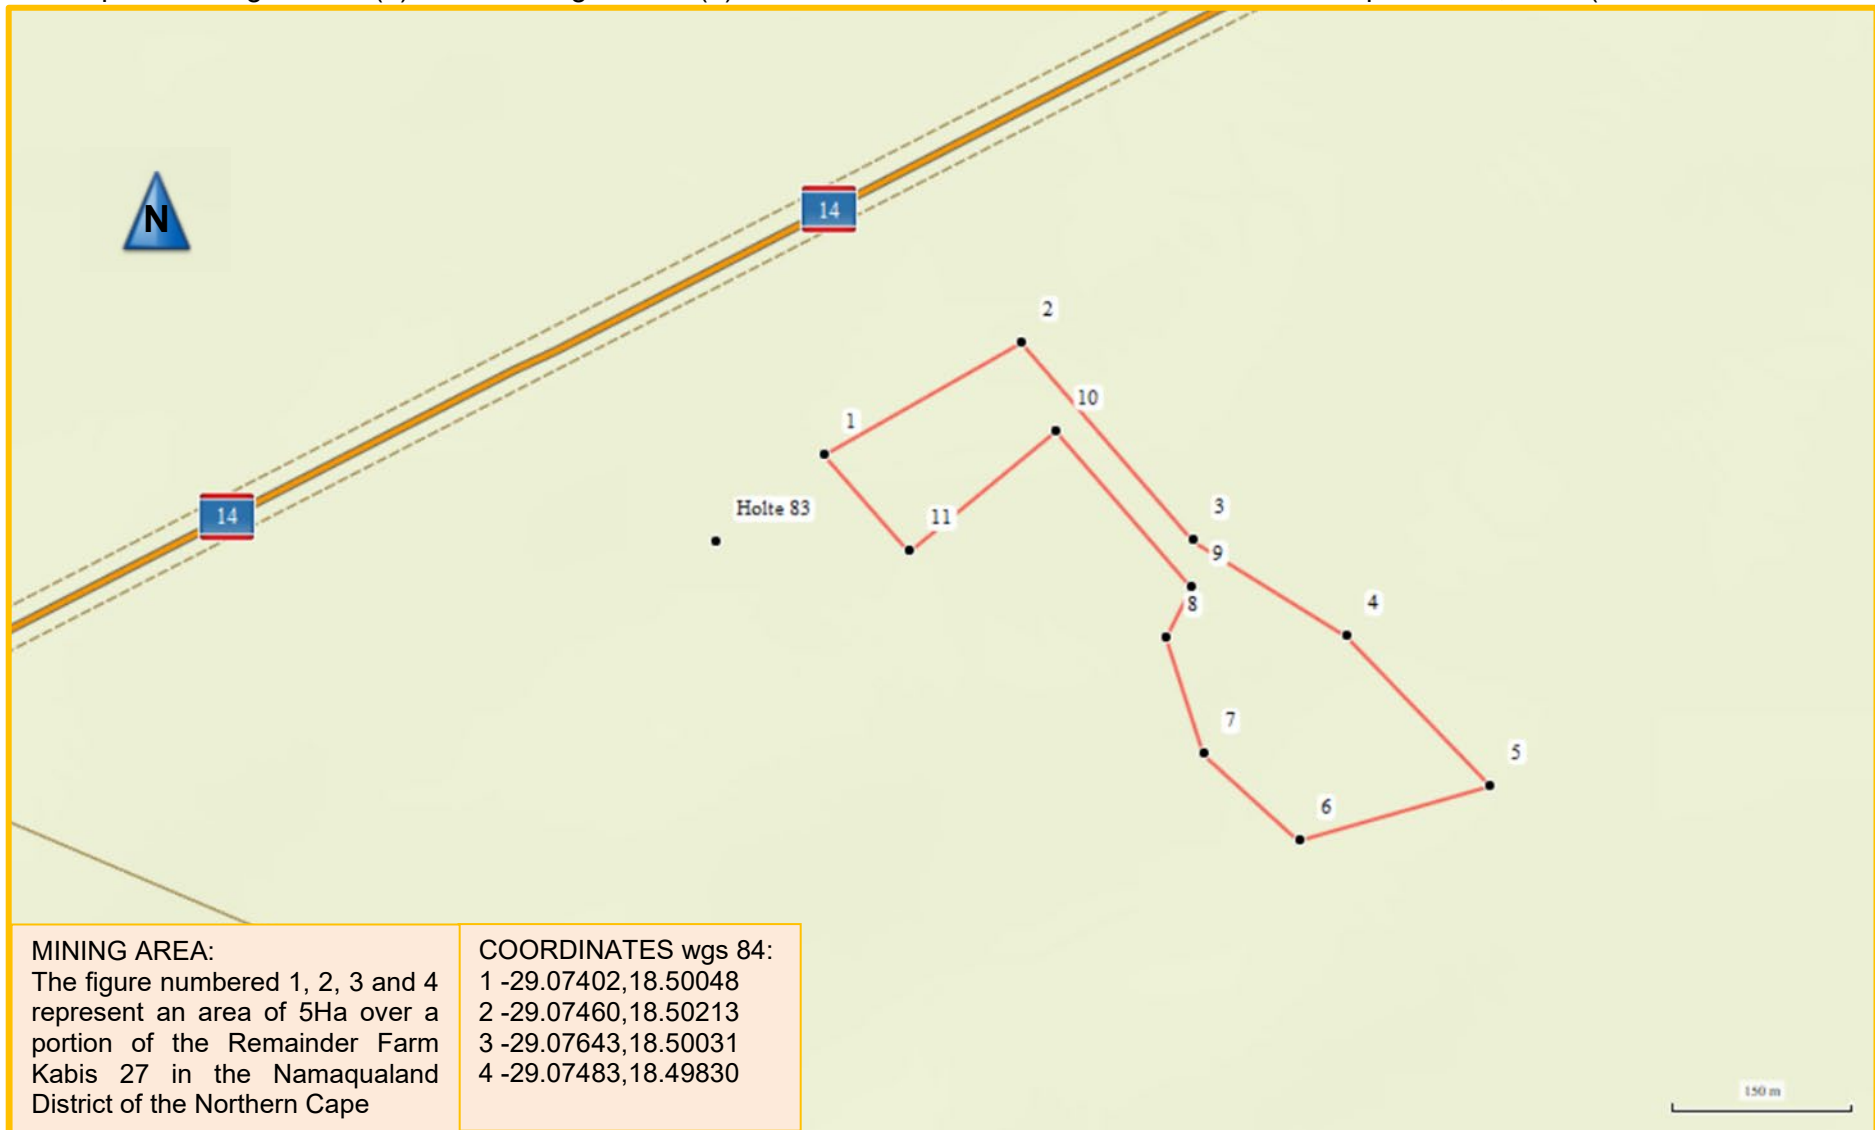 N
14
14
2
10
1
3
Holte 83
11
9
8
4
7
5
6
MINING AREA:
The figure numbered 1, 2, 3 and 4
represent an area of 5Ha over a
portion of the Remainder Farm
Kabis 27 in the Namaqualand
District of the Northern Cape
COORDINATES wgs 84:
1 -29.07402,18.50048
2 -29.07460,18.50213
3 -29.07643,18.50031
4 -29.07483,18.49830
150 m